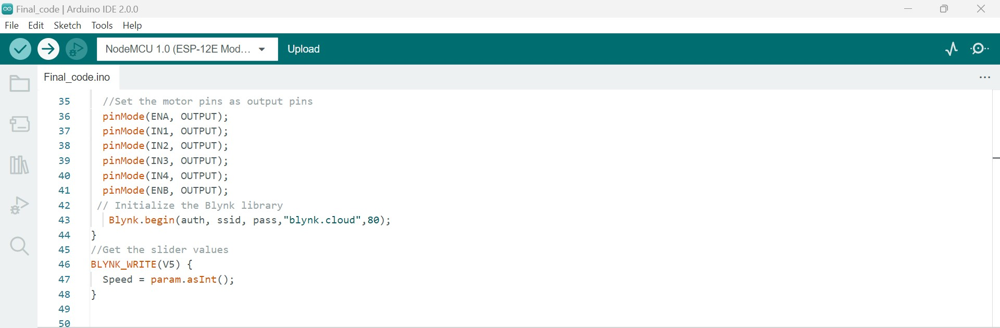 Final_code | Arduino IDE 2.0.0
File Edit Sketch Tools Help
NodeMCU 1.0 (ESP-12E Mod... Upload
Final_code.ino
35 //Set the motor pins as output pins
36 pinMode(ENA, OUTPUT);
37 pinMode(IN1, OUTPUT);
38 pinMode(IN2, OUTPUT);
39 pinMode(IN3, OUTPUT);
40 pinMode(IN4, OUTPUT);
41 pinMode(ENB, OUTPUT);
42 // Initialize the Blynk library
43 Blynk.begin(auth, ssid, pass,"blynk.cloud",80);
44 }
45 //Get the slider values
46 BLYNK_WRITE(V5) {
47 Speed = param.asInt();
48 }
49
50